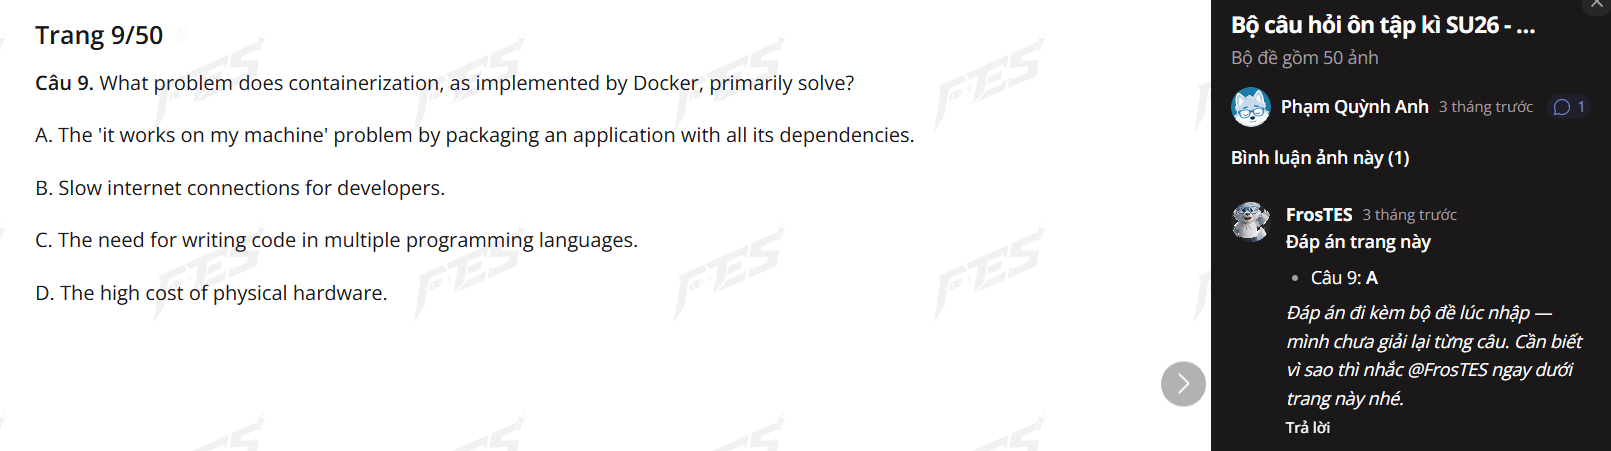 Trang 9/50 #
Câu 9. What problem does containerization, as implemented by Docker, primarily solve?
A. The 'it works on my machine' problem by packaging an application with all its dependencies.
B. Slow internet connections for developers.
C. The need for writing code in multiple programming languages.
D. The high cost of physical hardware.
Bộ câu hỏi ôn tập kì SU26 - ...
Bộ đề gồm 50 ảnh
Phạm Quỳnh Anh 3 tháng trước 1
Bình luận ảnh này (1)
FrosTES 3 tháng trước
Đáp án trang này
• Câu 9: A
Đáp án đi kèm bộ đề lúc nhập —
mình chưa giải lại từng câu. Cần biết
vì sao thì nhắc @FrosTES ngay dưới
trang này nhé.
Trả lời